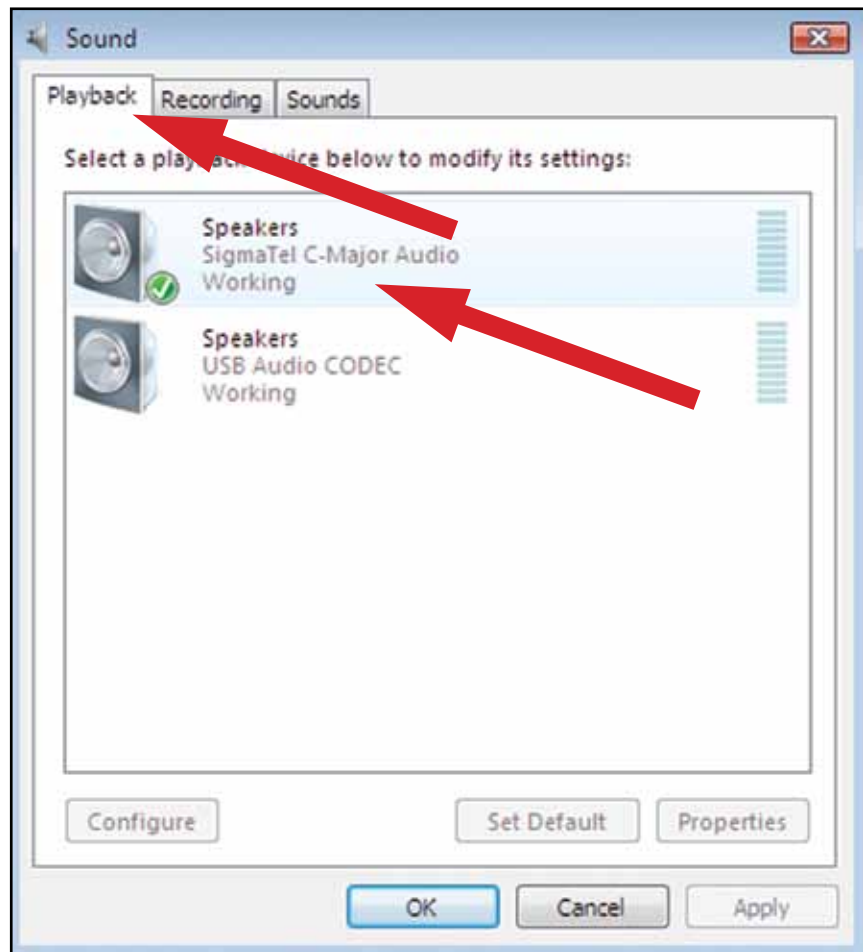 Sound
Playback Recording Sounds
Select a device below to modify its settings:
Speakers
SigmaTel C-Major Audio
Working
Speakers
USB Audio CODEC
Working
Configure Set Default Properties
OK Cancel Apply